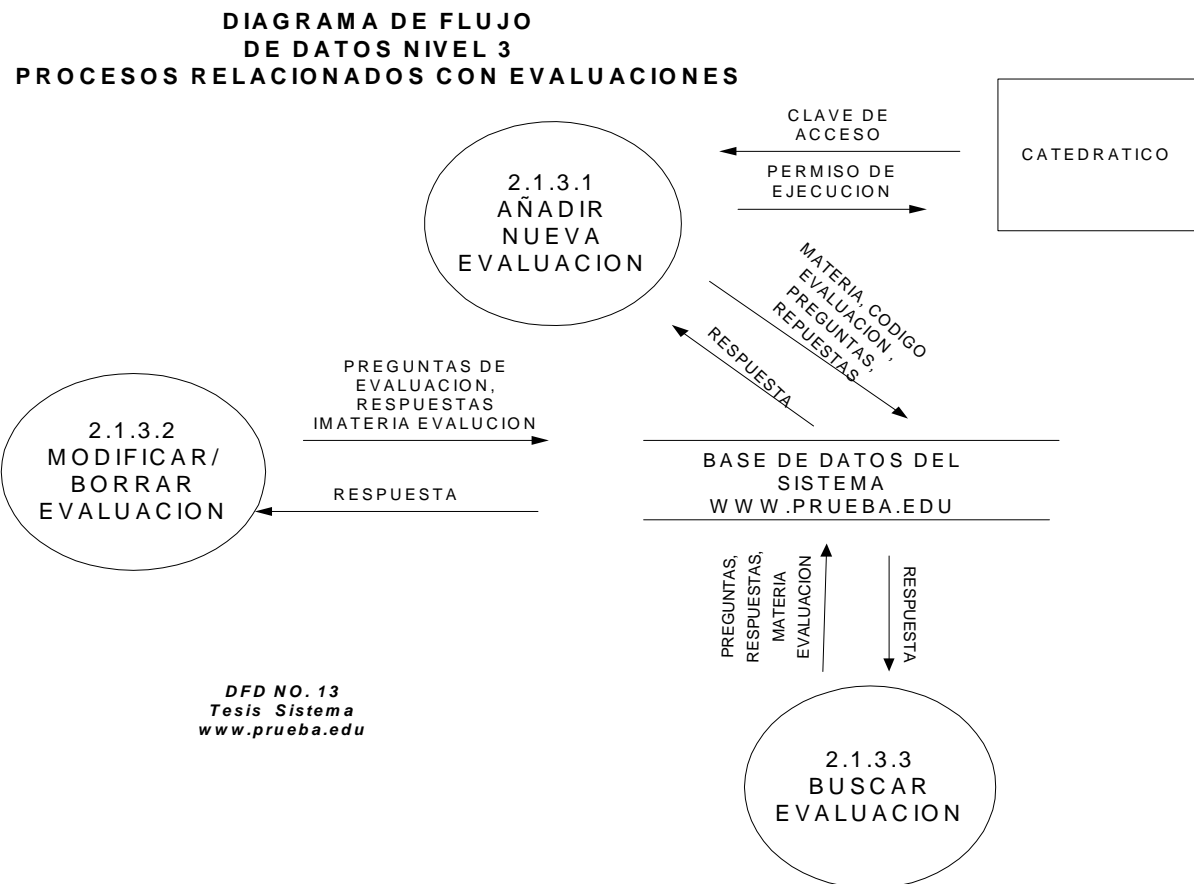 DIAGRAMA DE FLUJO
DE DATOS NIVEL 3
PROCESOS RELACIONADOS CON EVALUACIONES
CLAVE DE
ACCESO
CATEDRATICO
PERMISO DE
EJECUCION
2.1.3.1
AÑADIR
NUEVA
EVALUACION
MATERIA, CODIGO
EVALUACION ,
PREGUNTAS,
REPUESTAS
RESPUESTA
PREGUNTAS DE
EVALUACION,
RESPUESTAS
IMATERIA EVALUCION
2.1.3.2
MODIFICAR/
BORRAR
EVALUACION
RESPUESTA
BASE DE DATOS DEL
SISTEMA
WWW.PRUEBA.EDU
PREGUNTAS,
RESPUESTAS,
MATERIA
EVALUACION
RESPUESTA
DFD NO. 13
Tesis Sistema
www.prueba.edu
2.1.3.3
BUSCAR
EVALUACION